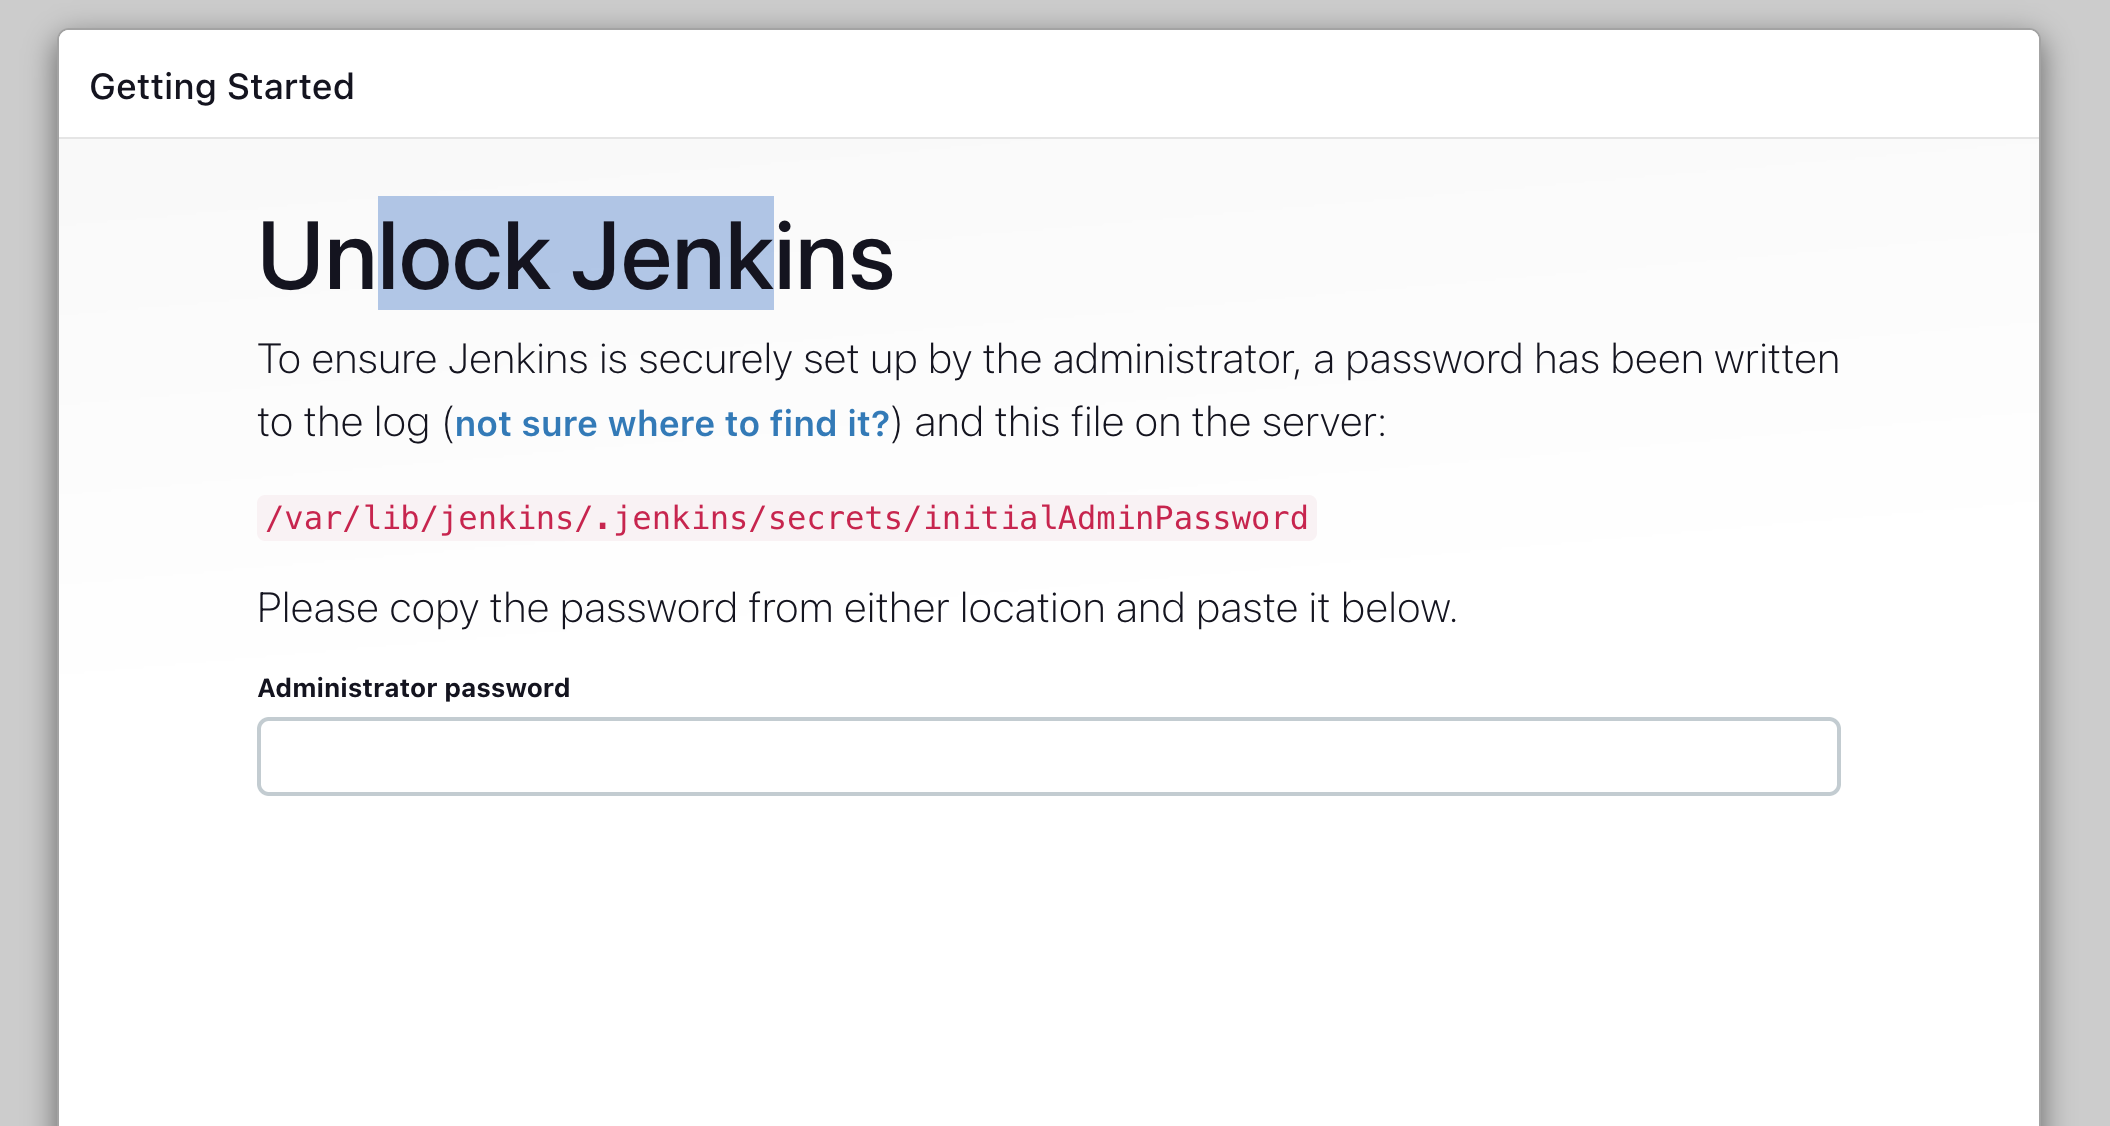 Getting Started
Unlock Jenkins
To ensure Jenkins is securely set up by the administrator, a password has been written
to the log (not sure where to find it?) and this file on the server:
/var/lib/jenkins/.jenkins/secrets/initialAdminPassword
Please copy the password from either location and paste it below.
Administrator password